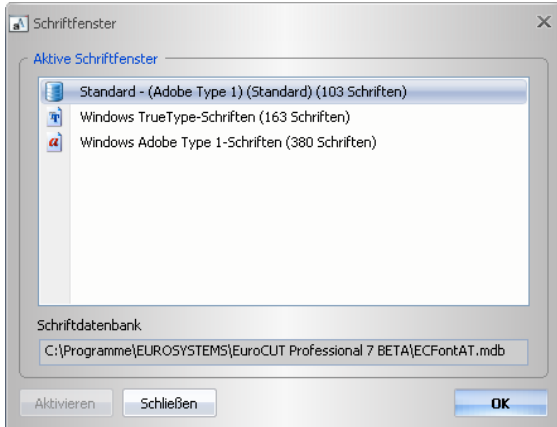 Schriftfenster
Aktive Schriftfenster
Standard - (Adobe Type 1) (Standard) (103 Schriften)
Windows TrueType-Schriften (163 Schriften)
Windows Adobe Type 1-Schriften (380 Schriften)
Schriftdatenbank
C:\Programme\EUROSYSTEMS\EuroCUT Professional 7 BETA\ECFontAT.mdb
Aktivieren Schließen OK